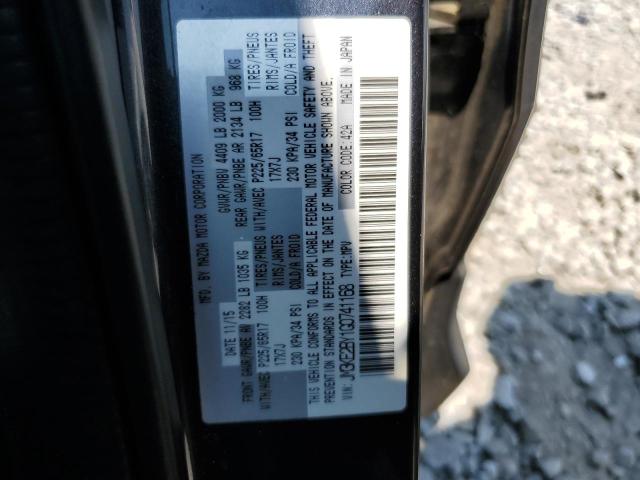 MFG. BY MAZDA MOTOR CORPORATION
DATE 11/15 GVWR/PNBV 4409 LB 2000 KG
FRONT GAWR/PNBE AV 2282 LB 1035 KG REAR GAWR/PNBE AR 2134 LB 968 KG
WITH/AVEC P225/65R17 100H TIRES/PNEUS WITH/AVEC P225/65R17 100H TIRES/PNEUS
17X7J RIMS/JANTES 17X7J RIMS/JANTES
230 KPA/34 PSI COLD/A FROID 230 KPA/34 PSI COLD/A FROID
THIS VEHICLE CONFORMS TO ALL APPLICABLE FEDERAL MOTOR VEHICLE SAFETY AND THEFT
PREVENTION STANDARDS IN EFFECT ON THE DATE OF MANUFACTURE SHOWN ABOVE.
VIN: JM3KE2BY1G0741168 TYPE:MPV COLOR CODE:42A MADE IN JAPAN